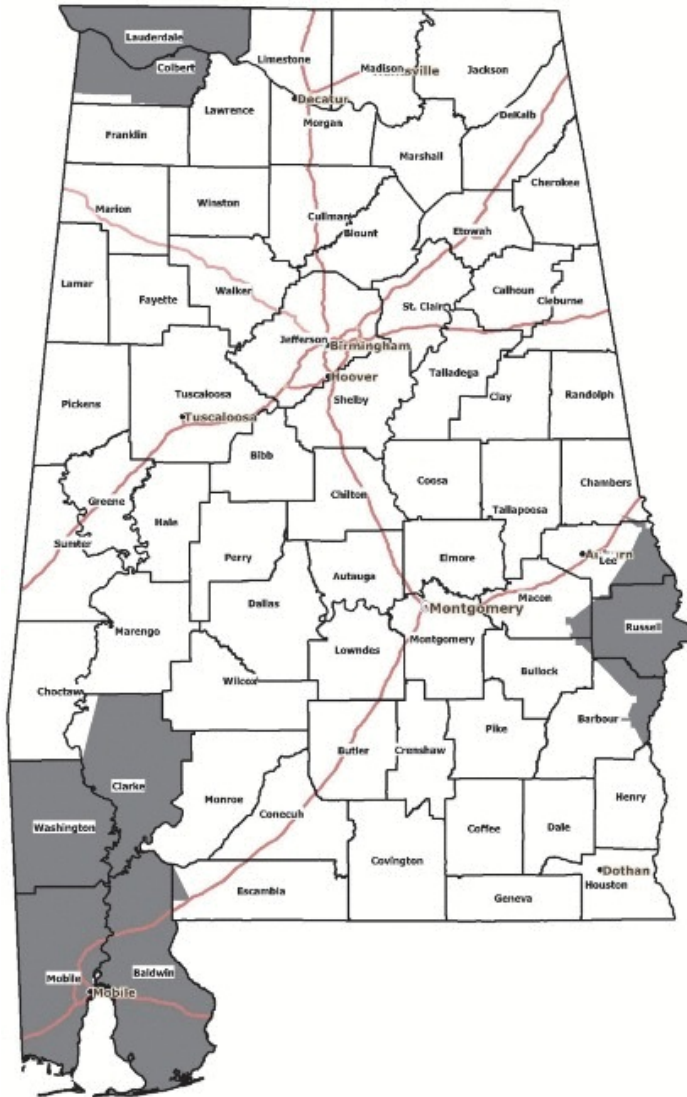 Lauderdale
Limestone
Madison
Jackson
Colbert
Decatur
DeKalb
Lawrence
Franklin
Morgan
Marshall
Cherokee
Marion
Winston
Cullman
Blount
Etowah
Lamar
Fayette
Walker
St. Clair
Calhoun
Cleburne
Jefferson
Birmingham
Hoover
Talladega
Clay
Randolph
Pickens
Tuscaloosa
Tuscaloosa
Shelby
Bibb
Greene
Chilton
Coosa
Chambers
Tallapoosa
Hale
Sumter
Perry
Elmore
Lee
Autauga
Dallas
Macon
Montgomery
Russell
Marengo
Lowndes
Montgomery
Bullock
Choctaw
Wilcox
Barbour
Pike
Butler
Crenshaw
Clarke
Monroe
Conecuh
Henry
Washington
Coffee
Dale
Covington
Dothan
Houston
Escambia
Geneva
Mobile
Baldwin
Mobile